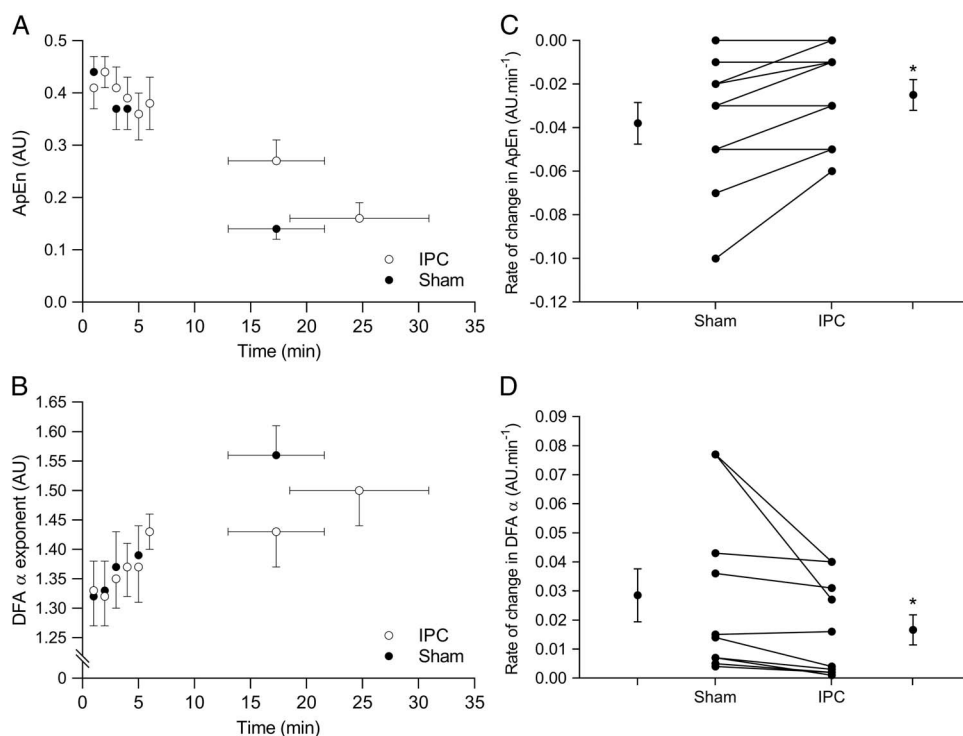 A
0.5
0.4
0.3
0.2
0.1
0.0
ApEn (AU)
IPC
Sham
0 5 10 15 20 25 30 35
Time (min)
C
0.00
-0.02
-0.04
-0.06
-0.08
-0.10
-0.12
Rate of change in ApEn (AU.min⁻¹)
*
Sham IPC
B
1.65
1.60
1.55
1.50
1.45
1.40
1.35
1.30
1.25
0
DFA α exponent (AU)
IPC
Sham
0 5 10 15 20 25 30 35
Time (min)
D
0.09
0.08
0.07
0.06
0.05
0.04
0.03
0.02
0.01
0.00
Rate of change in DFA α (AU.min⁻¹)
*
Sham IPC